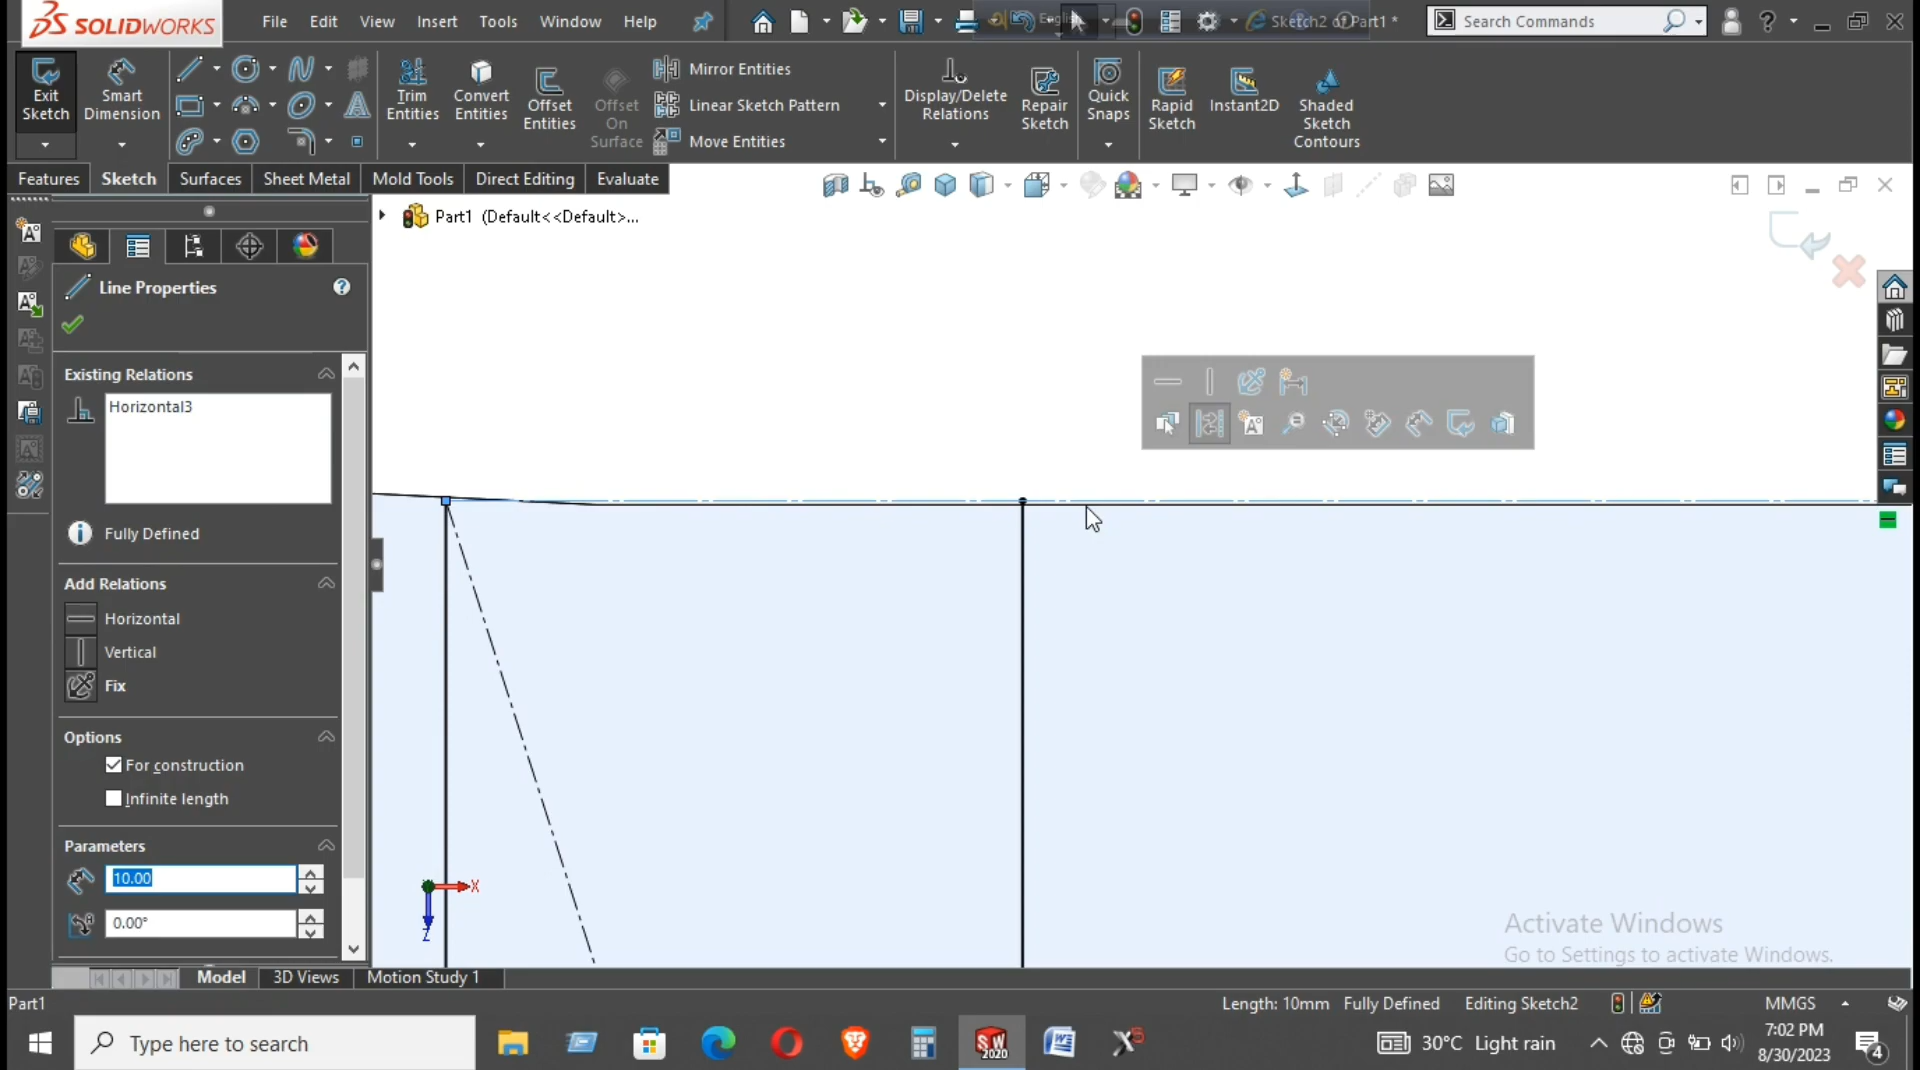 SOLIDWORKS
File Edit View Insert Tools Window Help
Sketch2 of Part1 *
Search Commands
Exit Sketch
Smart Dimension
Trim Entities
Convert Entities
Offset Entities
Offset On Surface
Mirror Entities
Linear Sketch Pattern
Move Entities
Display/Delete Relations
Repair Sketch
Quick Snaps
Rapid Sketch
Instant2D
Shaded Sketch Contours
Features Sketch Surfaces Sheet Metal Mold Tools Direct Editing Evaluate
Part1 (Default<<Default>...
Line Properties
Existing Relations
Horizontal3
Fully Defined
Add Relations
Horizontal
Vertical
Fix
Options
For construction
Infinite length
Parameters
10.00
0.00°
X
Z
Activate Windows
Go to Settings to activate Windows.
Model 3D Views Motion Study 1
Part1
Length: 10mm Fully Defined Editing Sketch2 MMGS
Type here to search
SW 2020
30°C Light rain
7:02 PM
8/30/2023
4